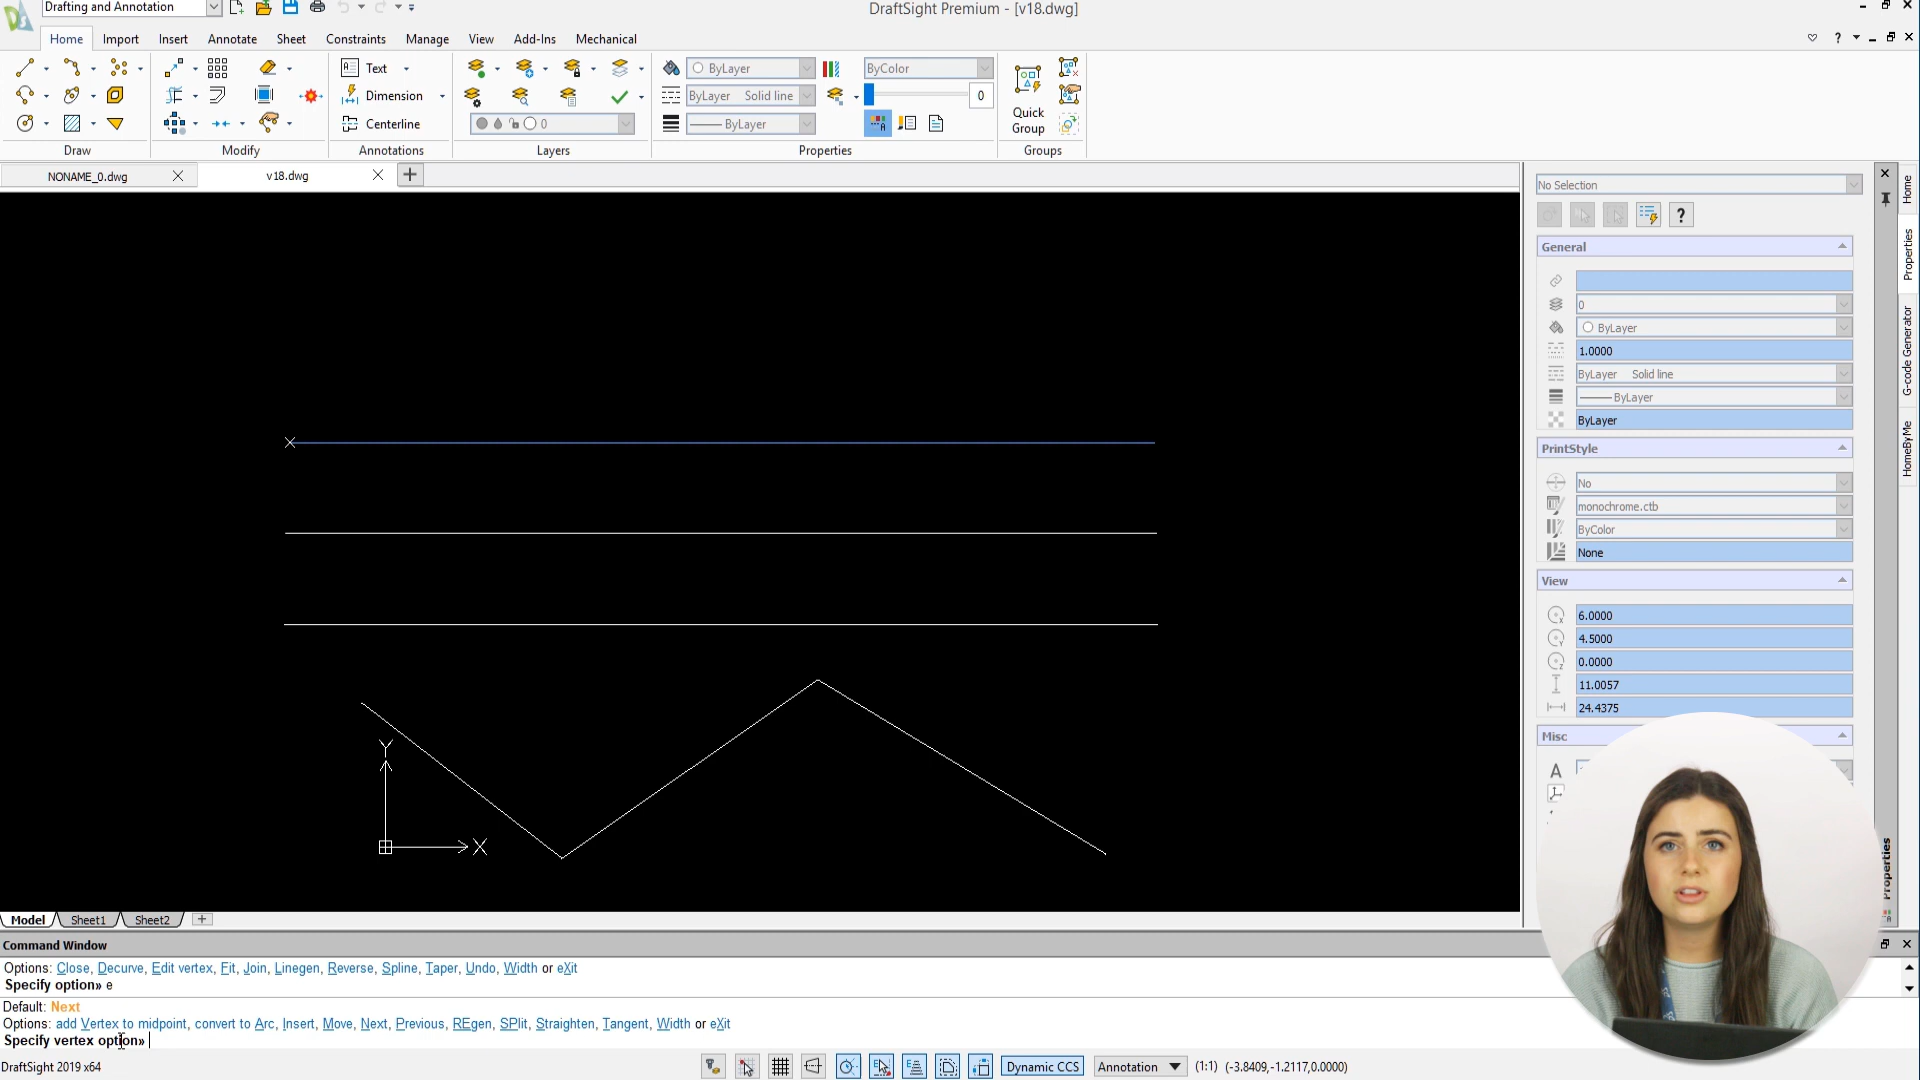 Drafting and Annotation
DraftSight Premium - [v18.dwg]
Home Import Insert Annotate Sheet Constraints Manage View Add-Ins Mechanical
Text
Dimension
Centerline
0
ByLayer
ByLayer Solid line
ByLayer
ByColor
0
Quick
Group
Draw Modify Annotations Layers Properties Groups
NONAME_0.dwg
v18.dwg
No Selection
General
0
ByLayer
1.0000
ByLayer Solid line
ByLayer
ByLayer
PrintStyle
No
monochrome.ctb
ByColor
None
View
6.0000
4.5000
0.0000
11.0057
24.4375
Misc
Home
Properties
G-code Generator
HomeByMe
Properties
Y
X
Model Sheet1 Sheet2
Command Window
Options: Close, Decurve, Edit vertex, Fit, Join, Linegen, Reverse, Spline, Taper, Undo, Width or eXit
Specify option» e
Default: Next
Options: add Vertex to midpoint, convert to Arc, Insert, Move, Next, Previous, REgen, SPlit, Straighten, Tangent, Width or eXit
Specify vertex option»
DraftSight 2019 x64
Dynamic CCS
Annotation
(1:1) (-3.8409,-1.2117,0.0000)